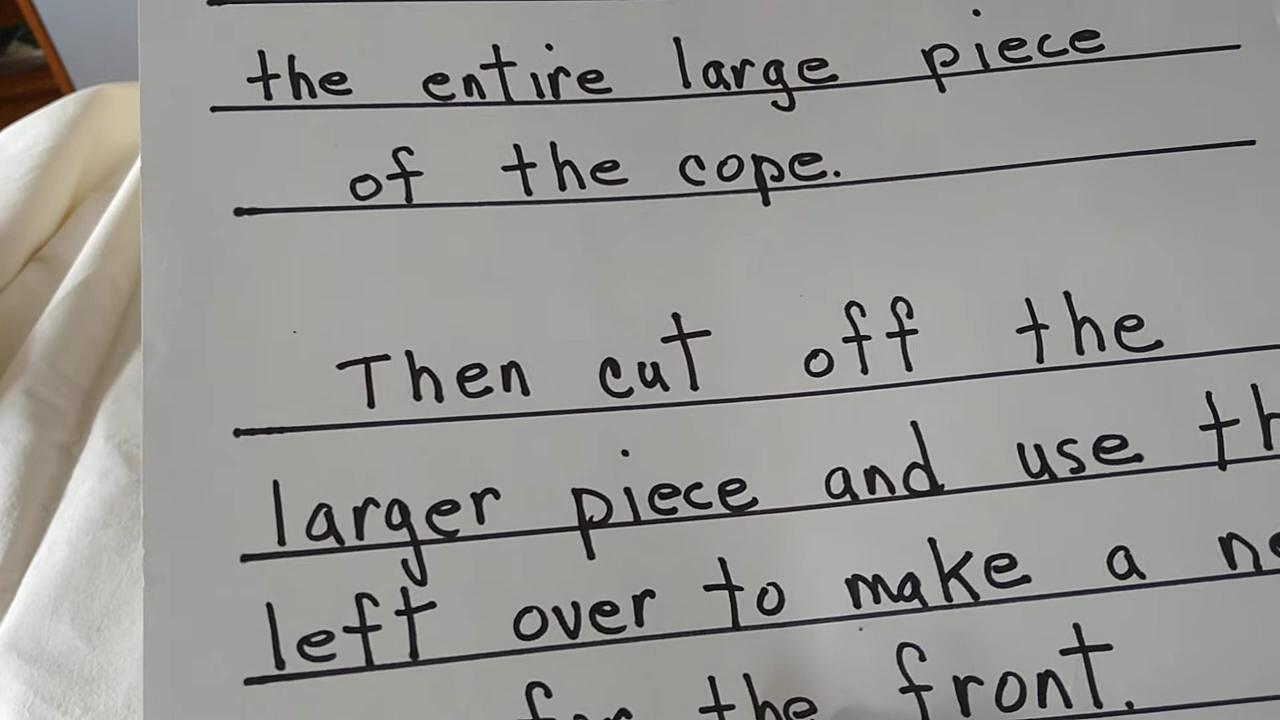 the entire large piece
of the cope.
Then cut off the
larger piece and use
left over to make a
for the front.